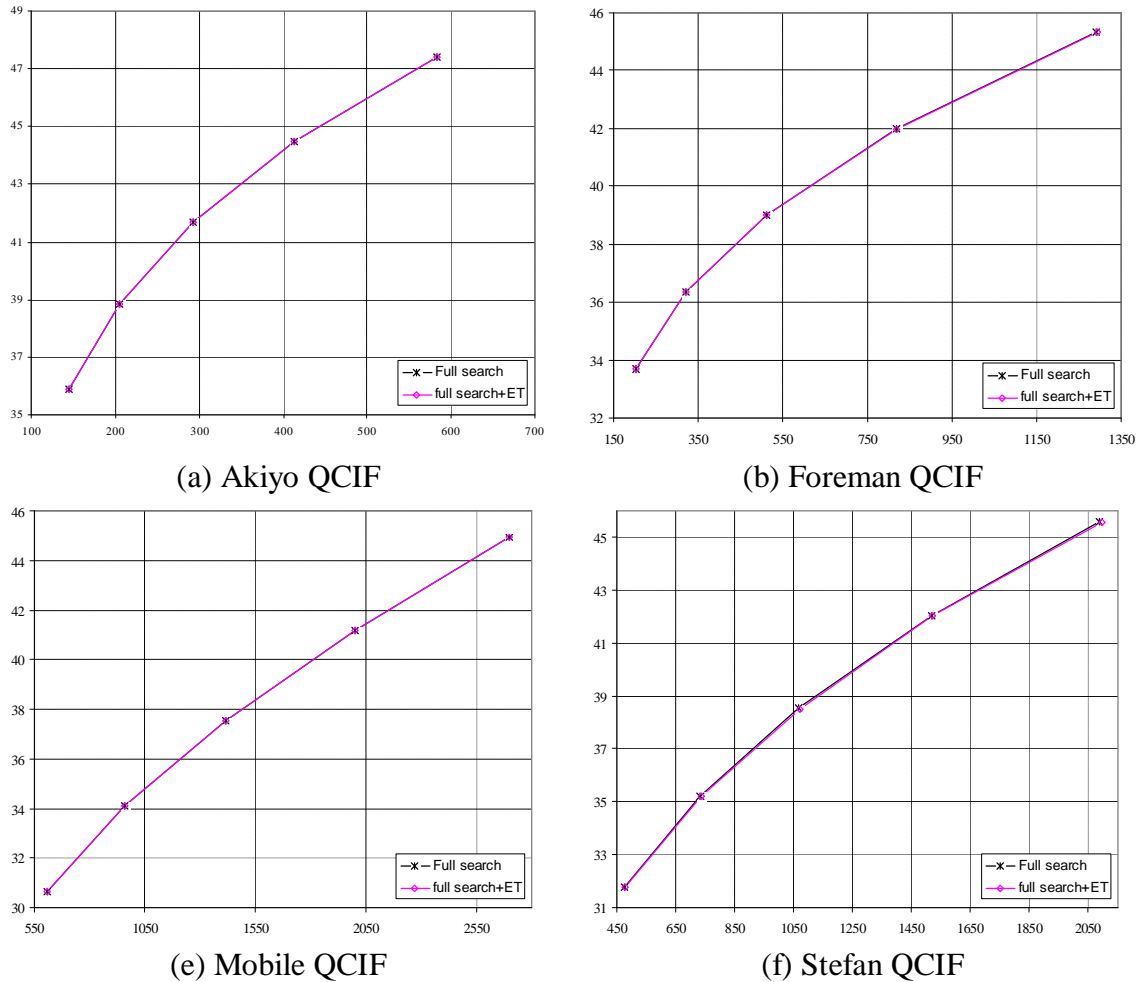 49
47
45
43
41
39
37
35
100 200 300 400 500 600 700
Full search
full search+ET
(a) Akiyo QCIF
46
44
42
40
38
36
34
32
150 350 550 750 950 1150 1350
Full search
full search+ET
(b) Foreman QCIF
46
44
42
40
38
36
34
32
30
550 1050 1550 2050 2550
Full search
full search+ET
(e) Mobile QCIF
45
43
41
39
37
35
33
31
450 650 850 1050 1250 1450 1650 1850 2050
Full search
full search+ET
(f) Stefan QCIF